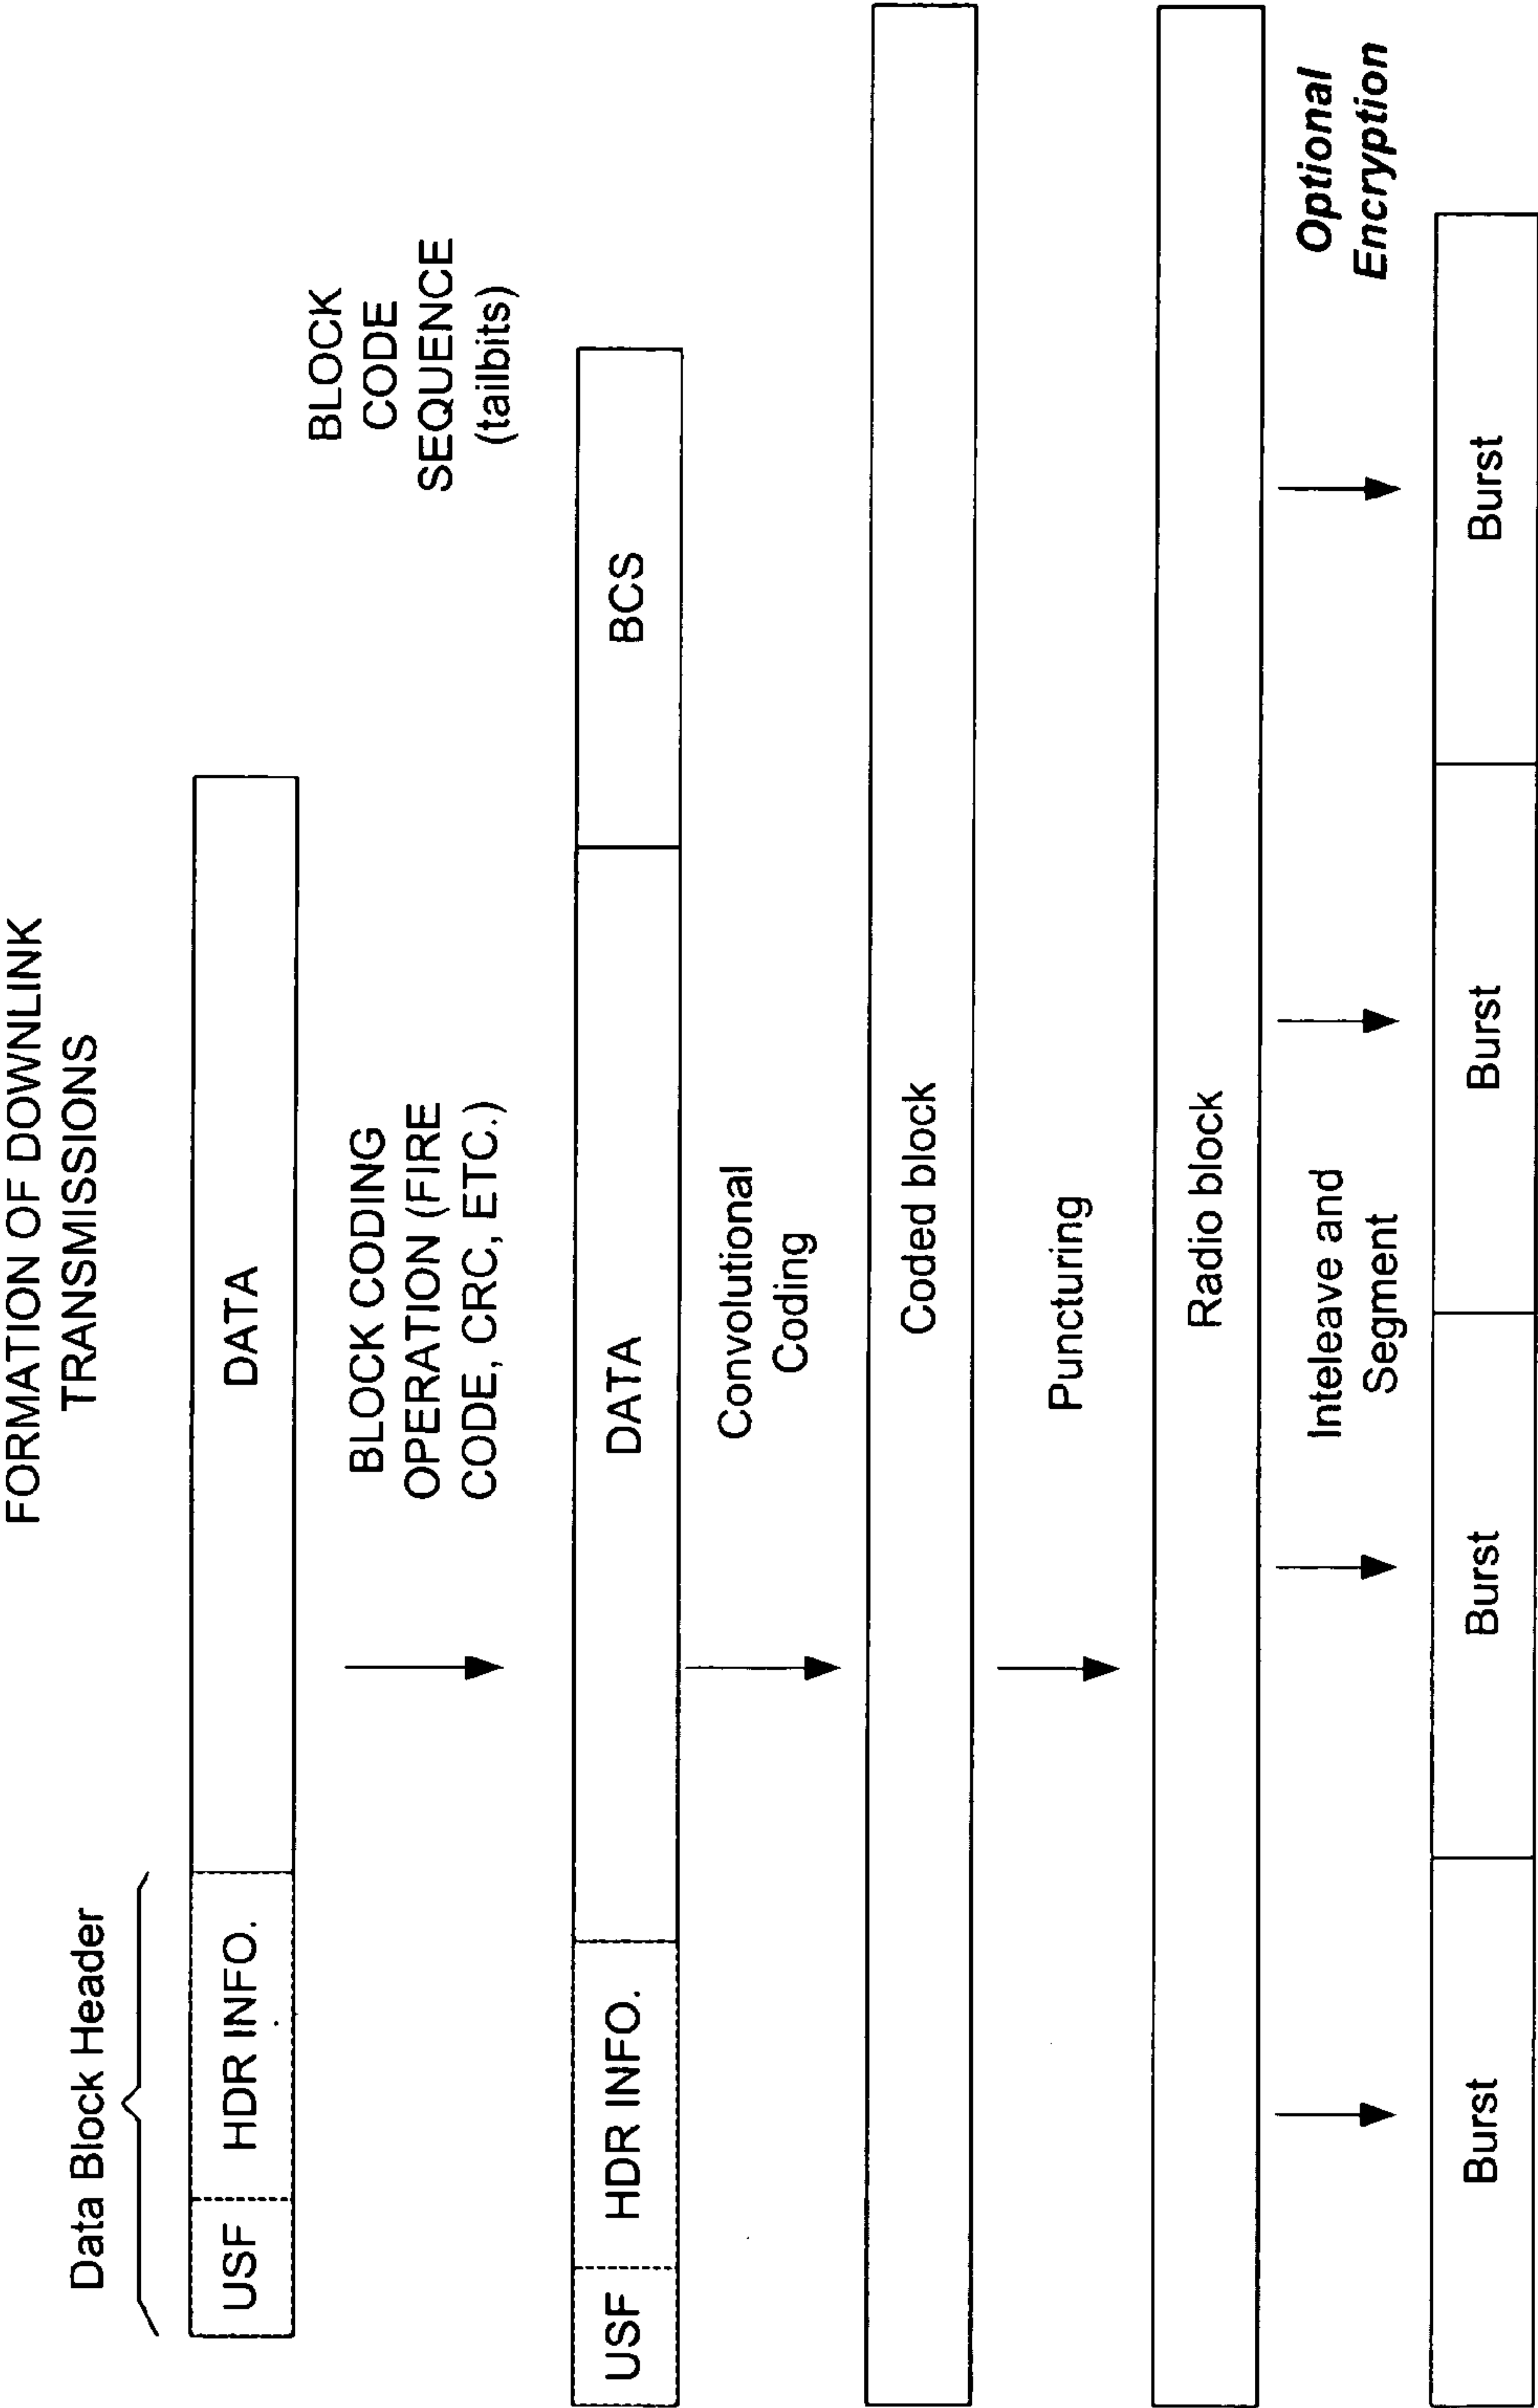 FORMATION OF DOWNLINK
TRANSMISSIONS
Data Block Header
USF
HDR INFO.
DATA
BLOCK CODING
OPERATION (FIRE
CODE, CRC, ETC.)
BLOCK
CODE
SEQUENCE
(tailbits)
USF
HDR INFO.
DATA
BCS
Convolutional
Coding
Coded block
Puncturing
Radio block
Inteleave and
Segment
Optional
Encryption
Burst
Burst
Burst
Burst